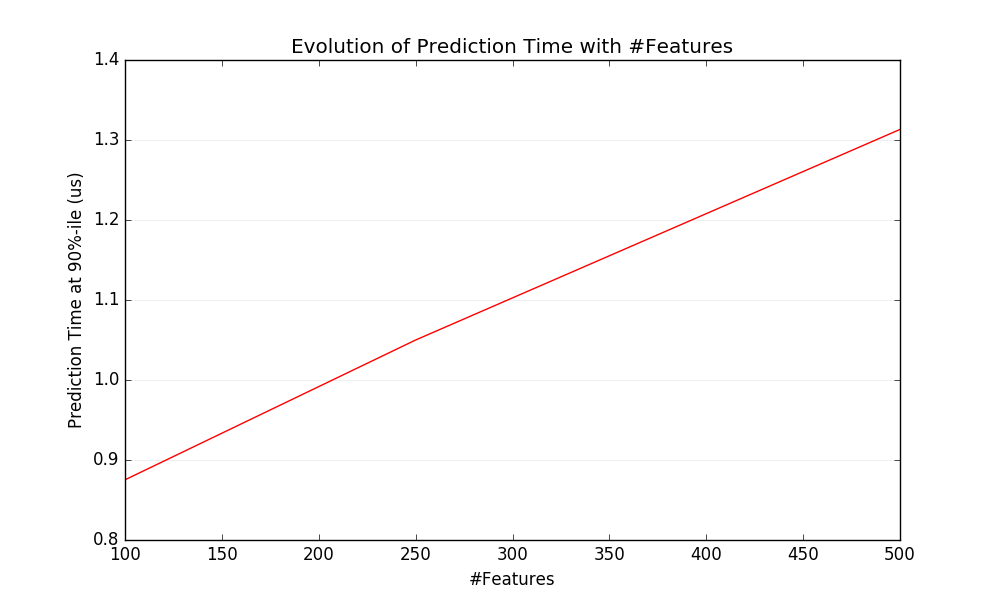 Evolution of Prediction Time with #Features
1.4
1.3
1.2
1.1
1.0
0.9
0.8
Prediction Time at 90%-ile (us)
100 150 200 250 300 350 400 450 500
#Features